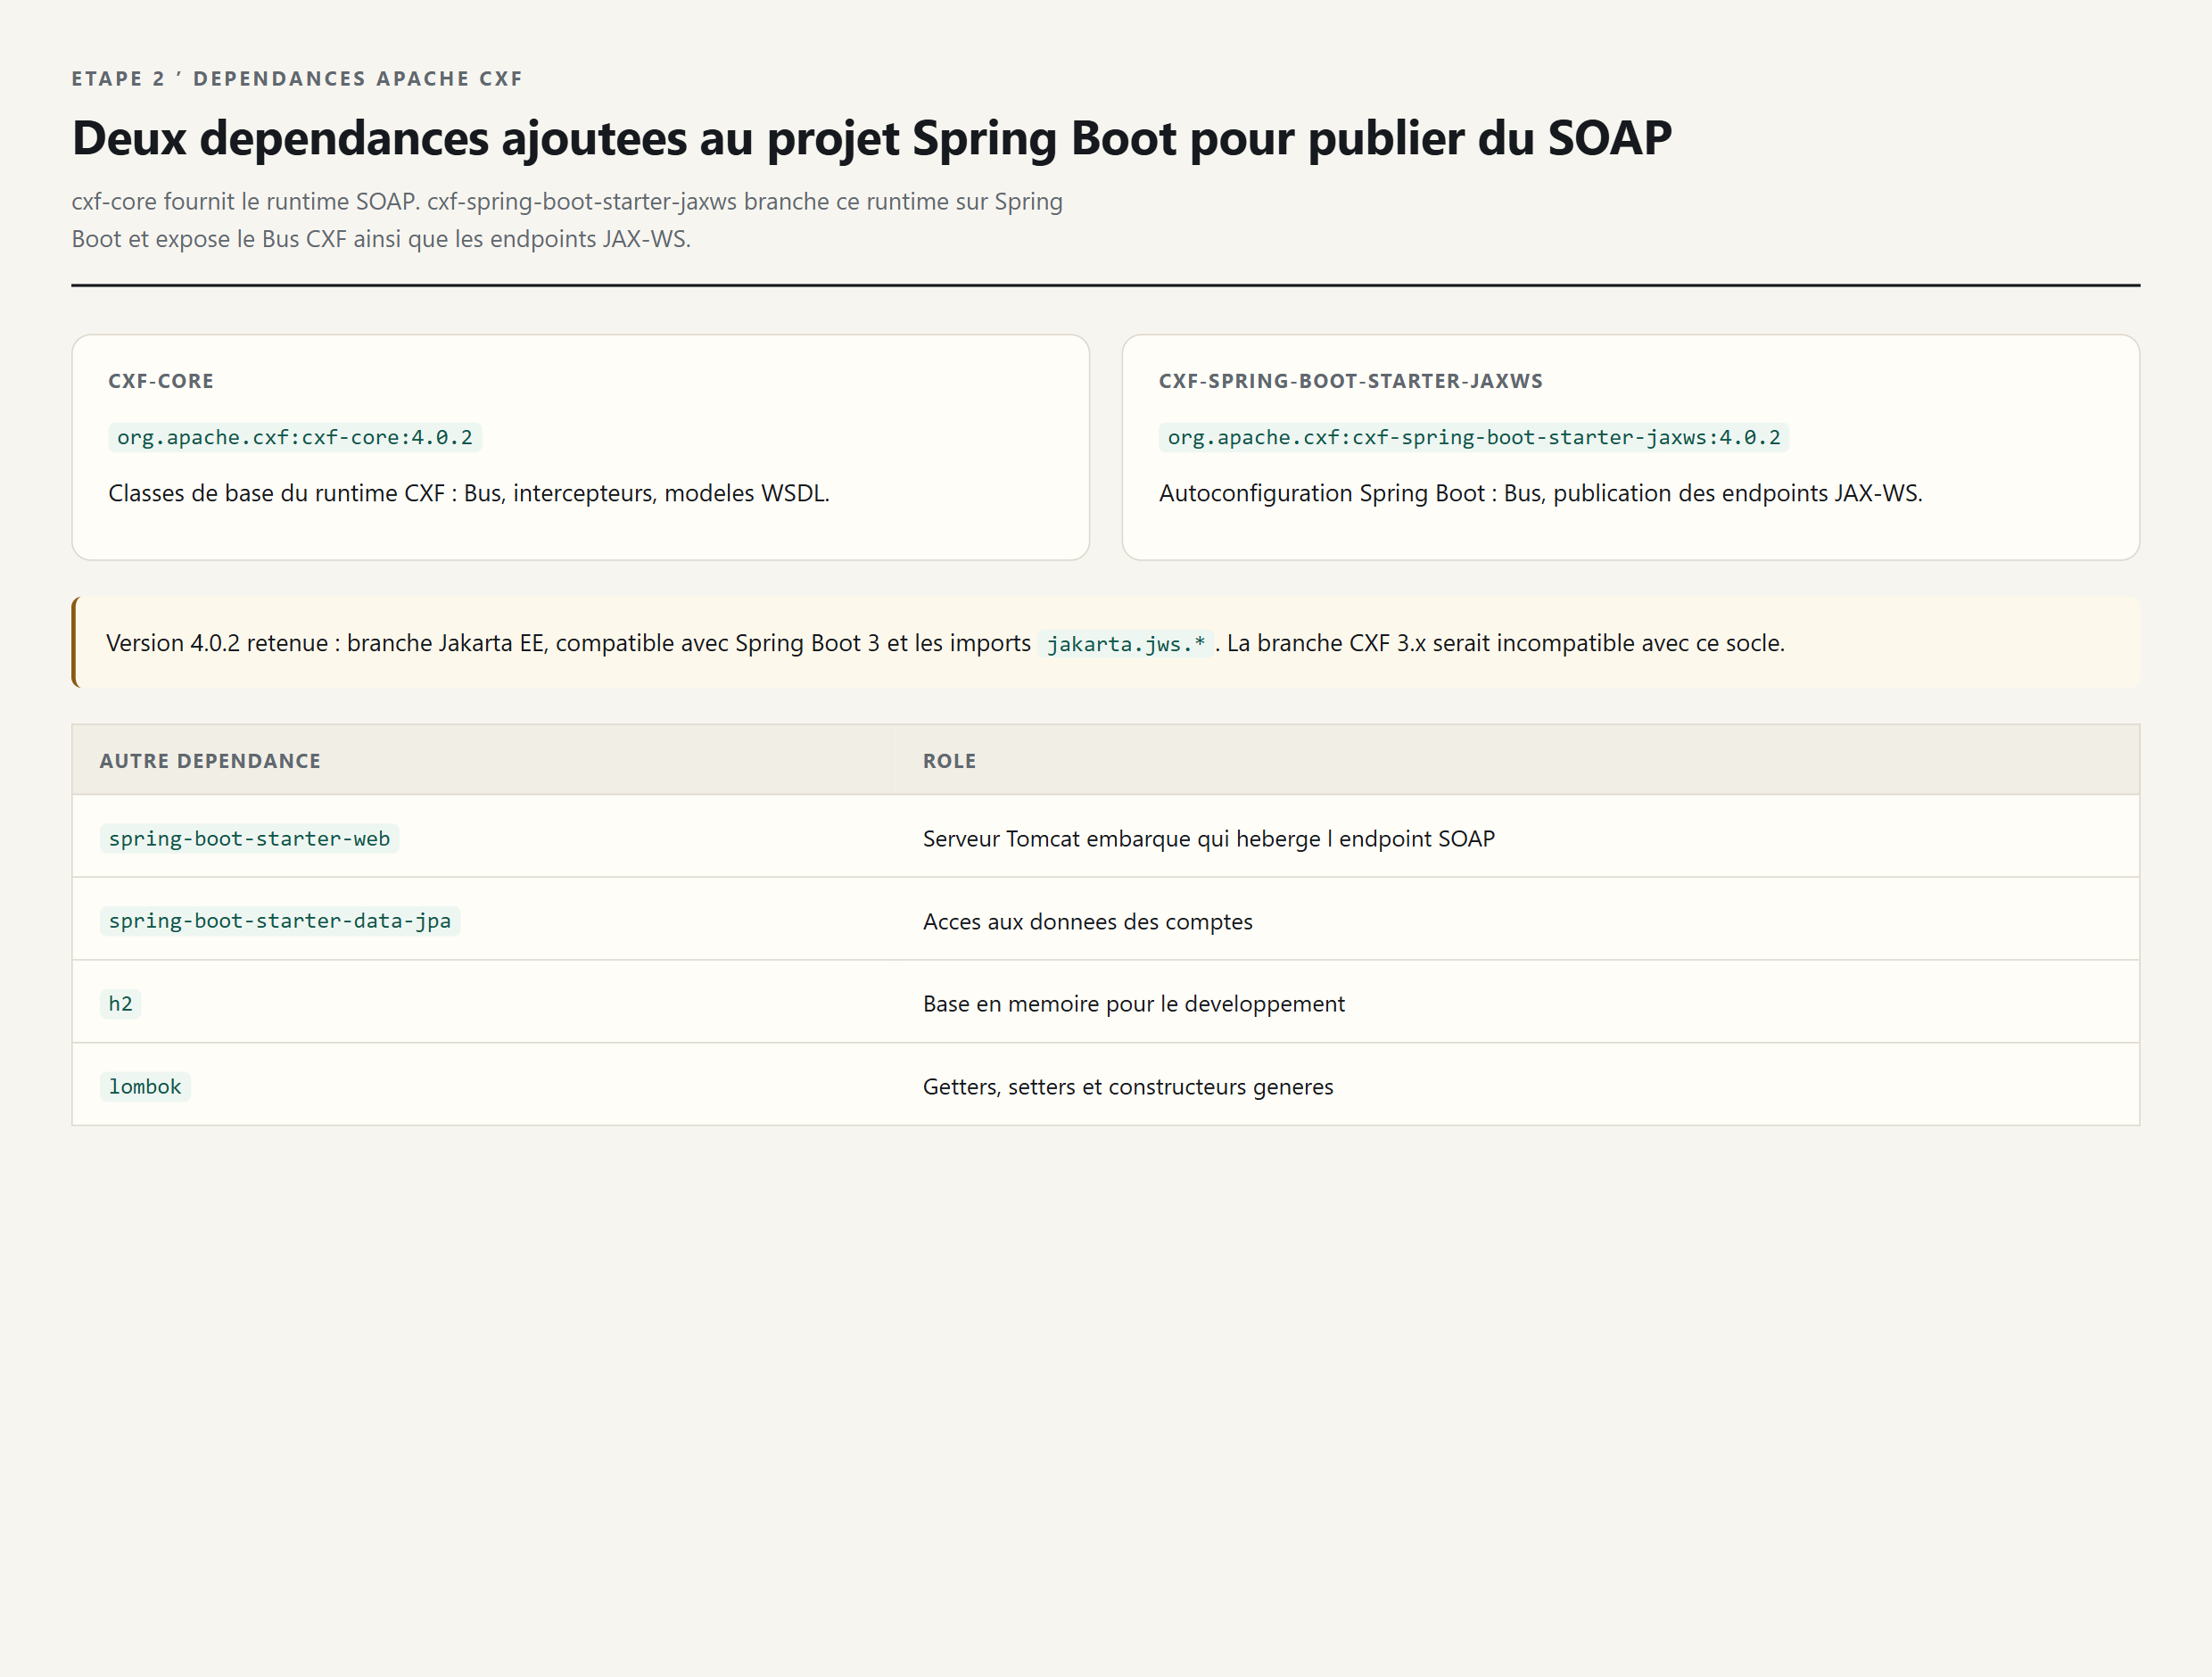 ETAPE 2 ’ DEPENDANCES APACHE CXF
Deux dependances ajoutees au projet Spring Boot pour publier du SOAP
cxf-core fournit le runtime SOAP. cxf-spring-boot-starter-jaxws branche ce runtime sur Spring
Boot et expose le Bus CXF ainsi que les endpoints JAX-WS.
CXF-CORE
org.apache.cxf:cxf-core:4.0.2
Classes de base du runtime CXF : Bus, intercepteurs, modeles WSDL.
CXF-SPRING-BOOT-STARTER-JAXWS
org.apache.cxf:cxf-spring-boot-starter-jaxws:4.0.2
Autoconfiguration Spring Boot : Bus, publication des endpoints JAX-WS.
Version 4.0.2 retenue : branche Jakarta EE, compatible avec Spring Boot 3 et les imports jakarta.jws.* . La branche CXF 3.x serait incompatible avec ce socle.
AUTRE DEPENDANCE ROLE
spring-boot-starter-web Serveur Tomcat embarque qui heberge l endpoint SOAP
spring-boot-starter-data-jpa Acces aux donnees des comptes
h2 Base en memoire pour le developpement
lombok Getters, setters et constructeurs generes